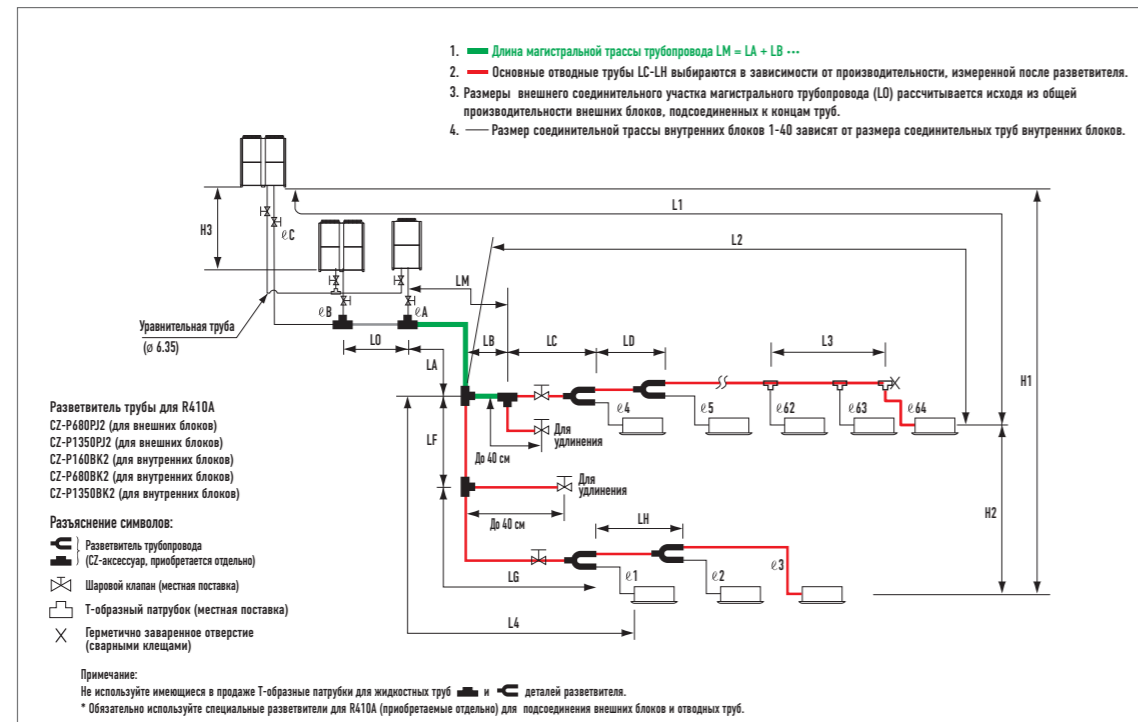 1. Длина магистральной трассы трубопровода LM = LA + LB ···
2. Основные отводные трубы LC-LH выбираются в зависимости от производительности, измеренной после разветвителя.
3. Размеры внешнего соединительного участка магистрального трубопровода (LO) рассчитывается исходя из общей
производительности внешних блоков, подсоединенных к концам труб.
4. Размер соединительной трассы внутренних блоков 1-40 зависят от размера соединительных труб внутренних блоков.
L1
H3
ℓC
L2
LM
ℓB
ℓA
Уравнительная труба
(ø 6.35)
LO
LA
LB
LC
LD
L3
H1
ℓ4
ℓ5
ℓ62
ℓ63
ℓ64
Разветвитель трубы для R410A
CZ-P680PJ2 (для внешних блоков)
CZ-P1350PJ2 (для внешних блоков)
CZ-P160BK2 (для внутренних блоков)
CZ-P680BK2 (для внутренних блоков)
CZ-P1350BK2 (для внутренних блоков)
LF
Для
удлинения
До 40 см
Для
удлинения
До 40 см
H2
LH
LG
ℓ1
ℓ2
ℓ3
L4
Разъяснение символов:
Разветвитель трубопровода
(CZ-аксессуар, приобретается отдельно)
Шаровой клапан (местная поставка)
Т-образный патрубок (местная поставка)
Герметично заваренное отверстие
(сварными клещами)
Примечание:
Не используйте имеющиеся в продаже Т-образные патрубки для жидкостных труб и деталей разветвителя.
* Обязательно используйте специальные разветвители для R410A (приобретаемые отдельно) для подсоединения внешних блоков и отводных труб.